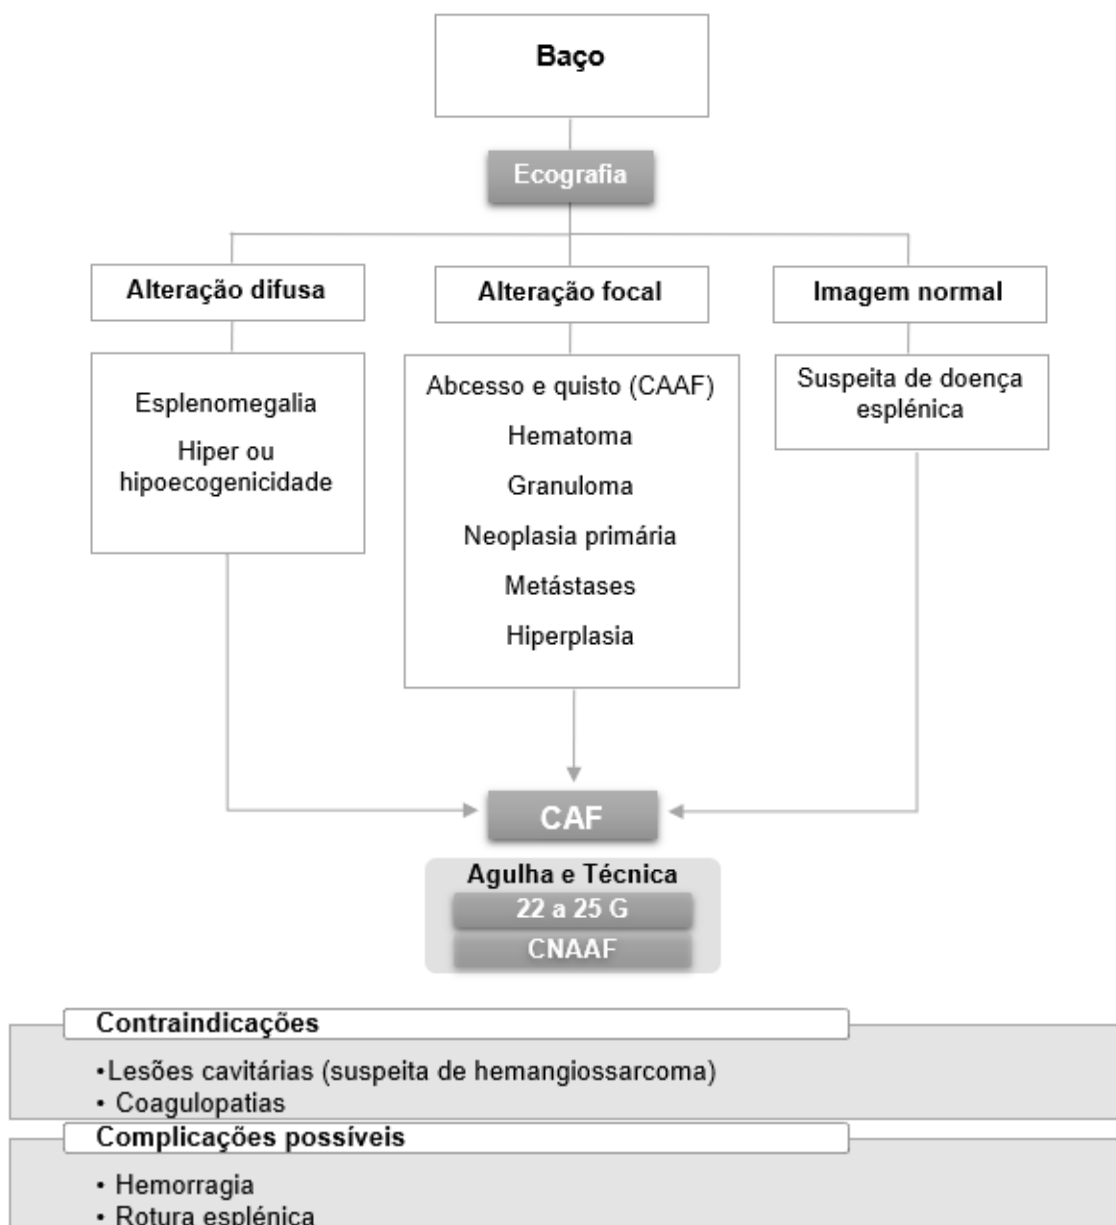 Baço
Ecografia
Alteração difusa
Alteração focal
Imagem normal
Esplenomegalia
Hiper ou
hipoecogenicidade
Abcesso e quisto (CAAF)
Hematoma
Granuloma
Neoplasia primária
Metástases
Hiperplasia
Suspeita de doença
esplénica
CAF
Agulha e Técnica
22 a 25 G
CNAAF
Contraindicações
•Lesões cavitárias (suspeita de hemangiossarcoma)
• Coagulopatias
Complicações possíveis
• Hemorragia
• Rotura esplénica